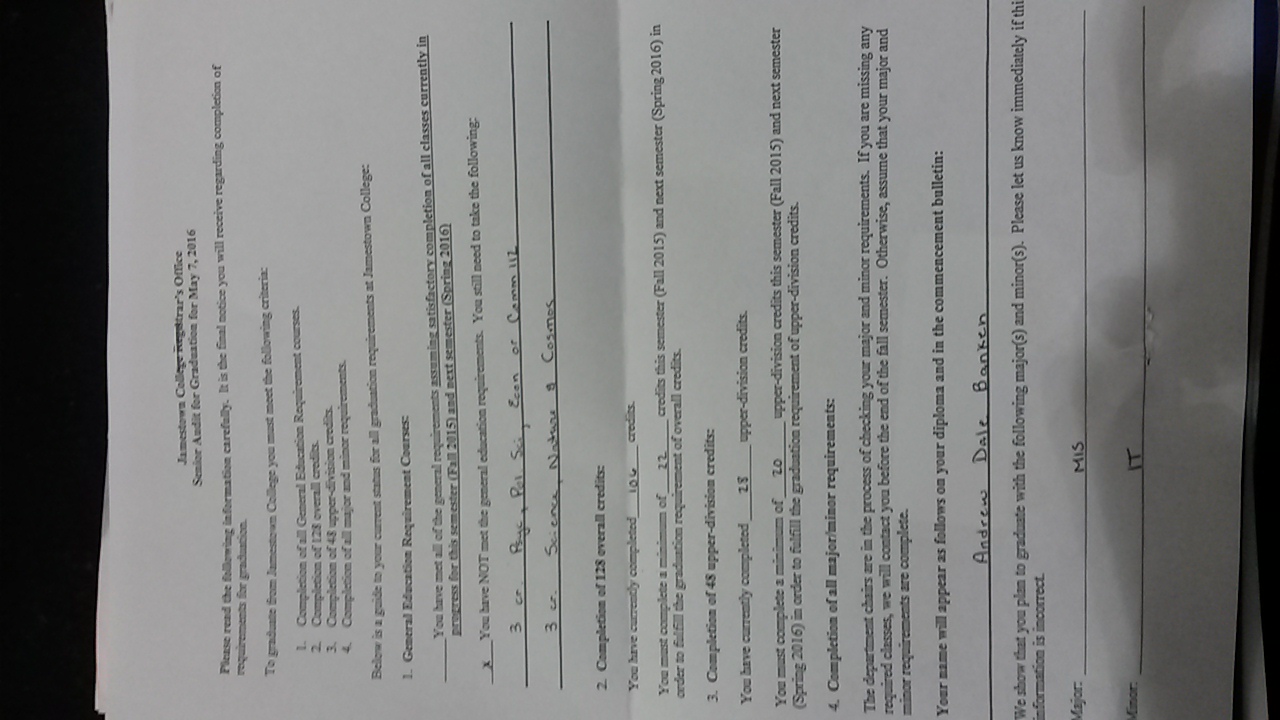 Jamestown College Registrar's Office
Senior Audit for Graduation for May 7, 2016
Please read the following information carefully. It is the final notice you will receive regarding completion of
requirements for graduation.
To graduate from Jamestown College you must meet the following criteria:
1. Completion of all General Education Requirement courses.
2. Completion of 128 overall credits.
3. Completion of 48 upper-division credits.
4. Completion of all major and minor requirements.
Below is a guide to your current status for all graduation requirements at Jamestown College:
1. General Education Requirement Courses:
You have met all of the general requirements assuming satisfactory completion of all classes currently in
progress for this semester (Fall 2015) and next semester (Spring 2016)
x You have NOT met the general education requirements. You still need to take the following:
3 cr. Psyc, Pol Sci, Econ or Comm 112
3 cr. Science, Nature & Cosmos
2. Completion of 128 overall credits:
You have currently completed 106 credits.
You must complete a minimum of 22 credits this semester (Fall 2015) and next semester (Spring 2016) in
order to fulfill the graduation requirement of overall credits.
3. Completion of 48 upper-division credits:
You have currently completed 28 upper-division credits.
You must complete a minimum of 20 upper-division credits this semester (Fall 2015) and next semester
(Spring 2016) in order to fulfill the graduation requirement of upper-division credits.
4. Completion of all major/minor requirements:
The department chairs are in the process of checking your major and minor requirements. If you are missing any
required classes, we will contact you before the end of the fall semester. Otherwise, assume that your major and
minor requirements are complete.
Your name will appear as follows on your diploma and in the commencement bulletin:
Andrew Dale Banken
We show that you plan to graduate with the following major(s) and minor(s). Please let us know immediately if thi
information is incorrect.
Major: MIS
Minor: IT